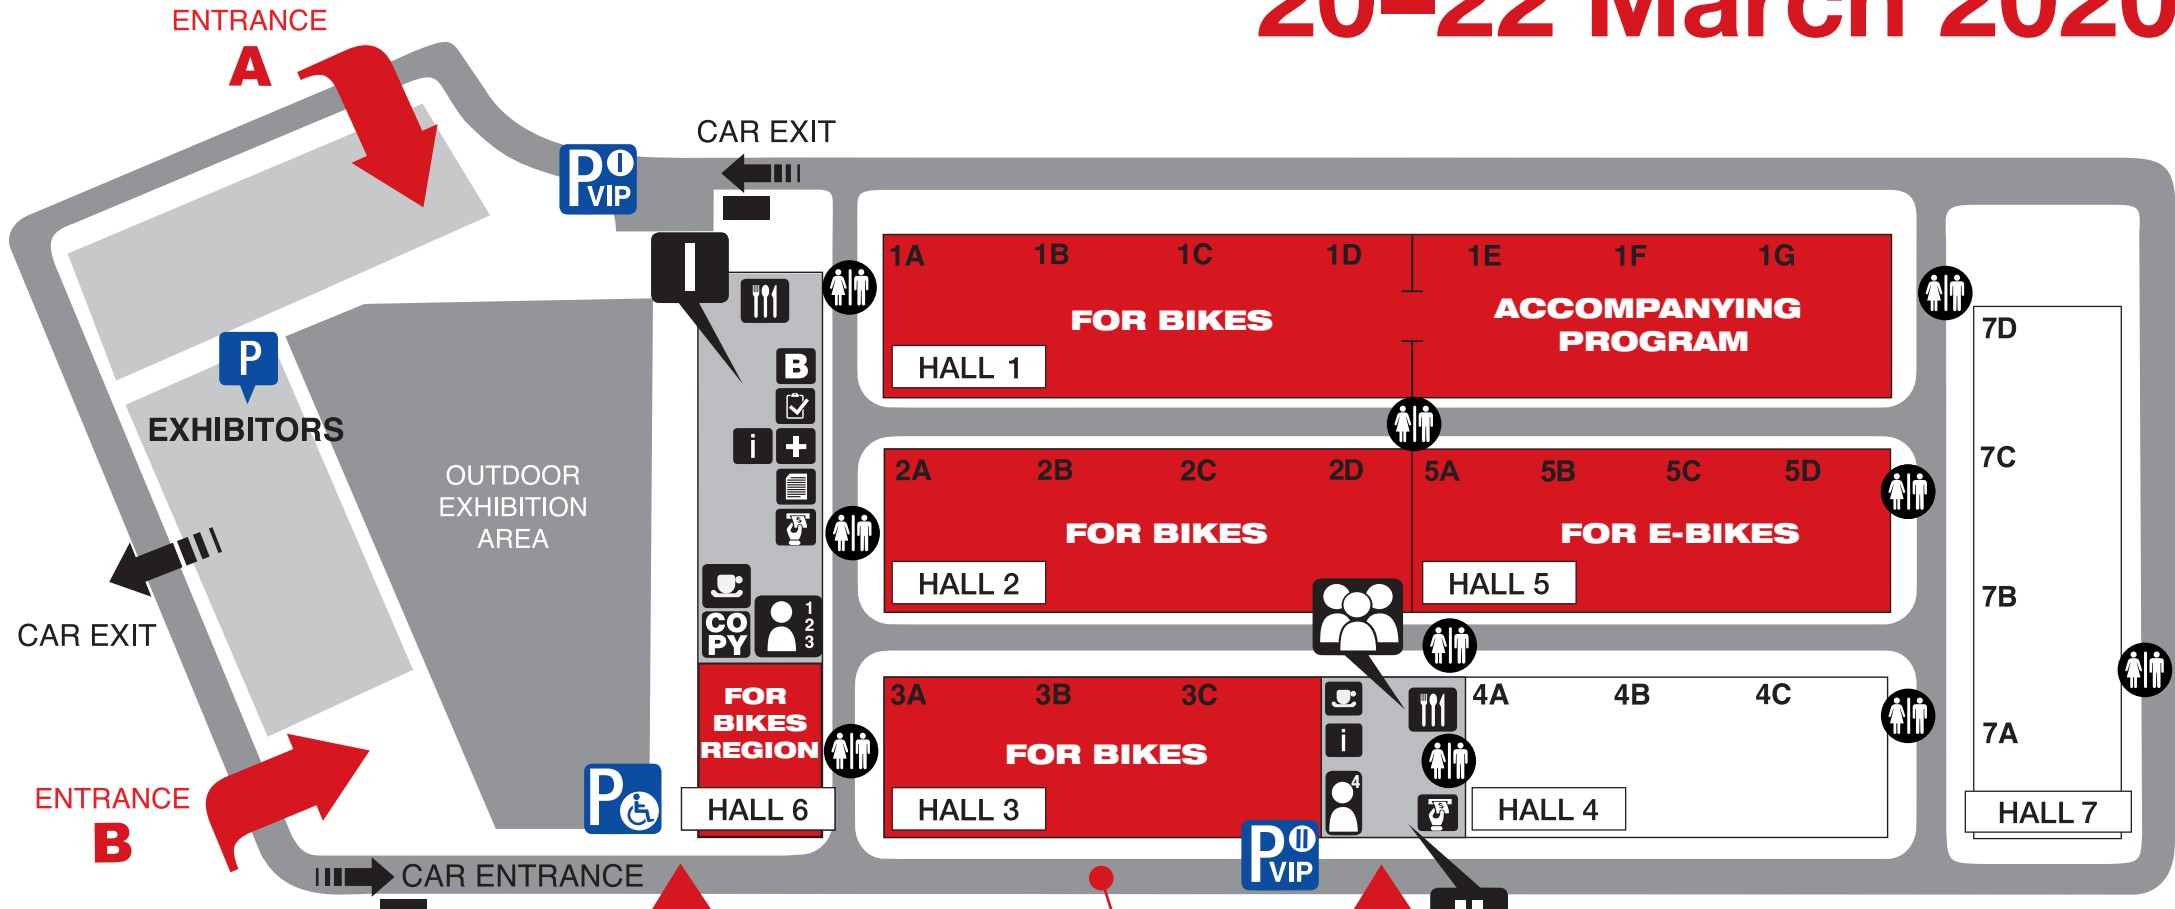 20–22 March 2020
ENTRANCE
A
CAR EXIT
P I
VIP
I
1A 1B 1C 1D 1E 1F 1G
FOR BIKES
ACCOMPANYING
PROGRAM
HALL 1
7D
P
EXHIBITORS
B
i
OUTDOOR
EXHIBITION
AREA
2A 2B 2C 2D 5A 5B 5C 5D
7C
FOR BIKES
FOR E-BIKES
HALL 2
HALL 5
7B
CAR EXIT
CO
PY
1
2
3
FOR
BIKES
REGION
HALL 6
3A 3B 3C
4A 4B 4C
FOR BIKES
i
4
7A
HALL 3
HALL 4
HALL 7
ENTRANCE
B
P
P II
VIP
CAR ENTRANCE
II